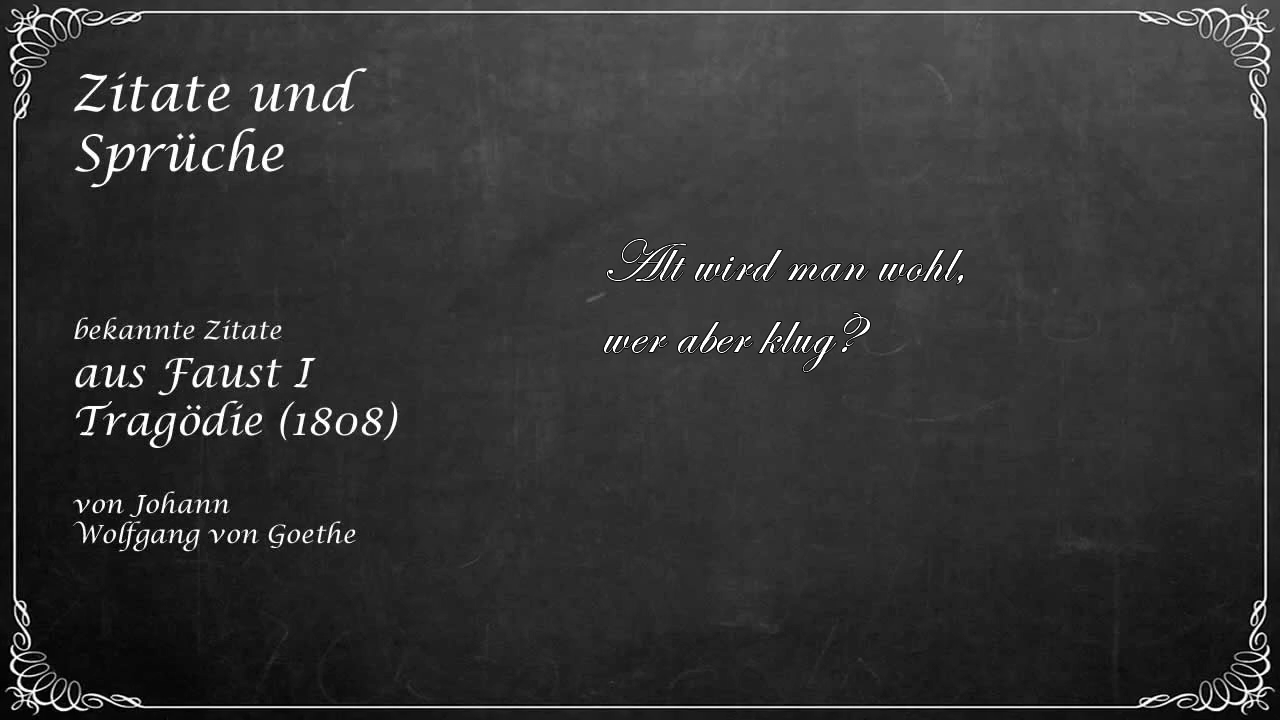 Zitate und
Sprüche
bekannte Zitate
aus Faust I
Tragödie (1808)
von Johann
Wolfgang von Goethe
Alt wird man wohl,
wer aber klug?